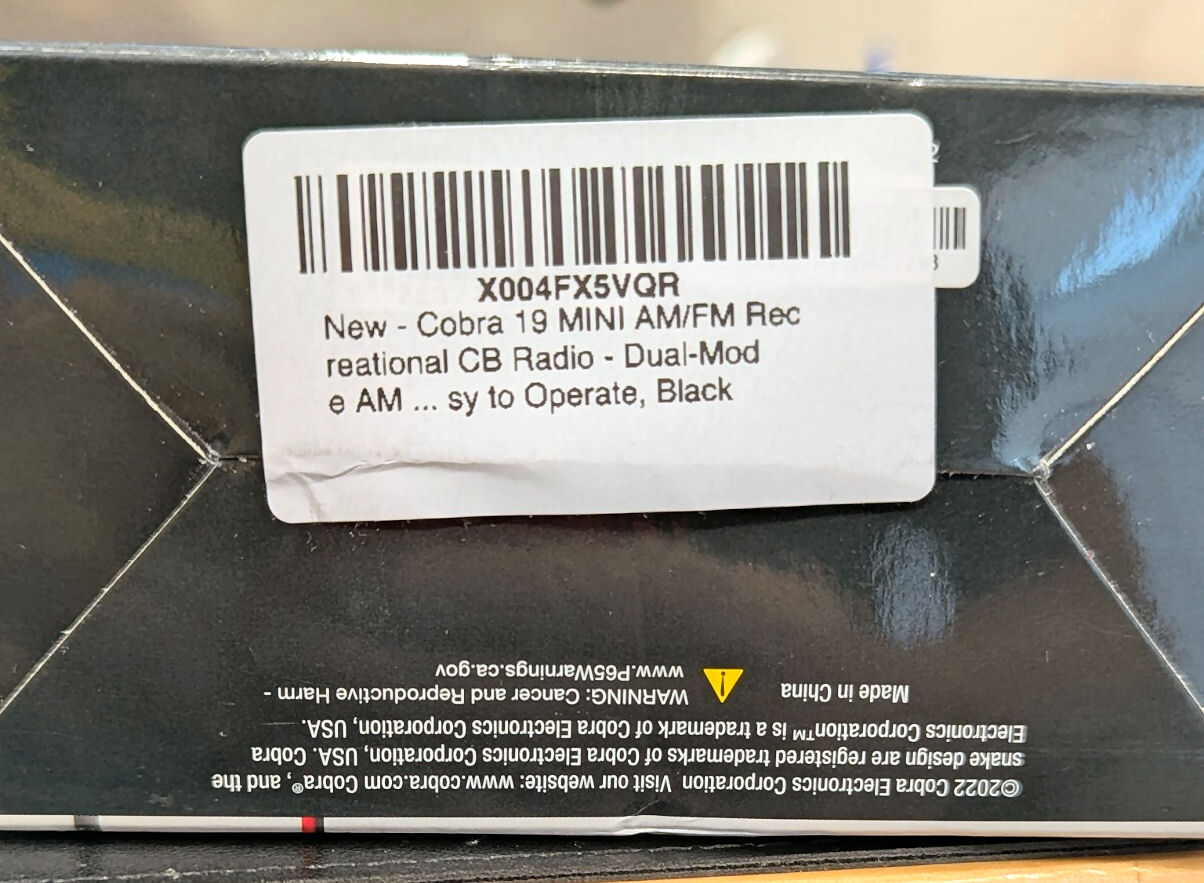 X004FX5VQR
New - Cobra 19 MINI AM/FM Rec
reational CB Radio - Dual-Mod
e AM ... sy to Operate, Black
©2022 Cobra Electronics Corporation Visit our website: www.cobra.com Cobra®, and the
snake design are registered trademarks of Cobra Electronics Corporation, USA. Cobra
Electronics Corporation™ is a trademark of Cobra Electronics Corporation, USA.
Made in China
WARNING: Cancer and Reproductive Harm -
www.P65Warnings.ca.gov